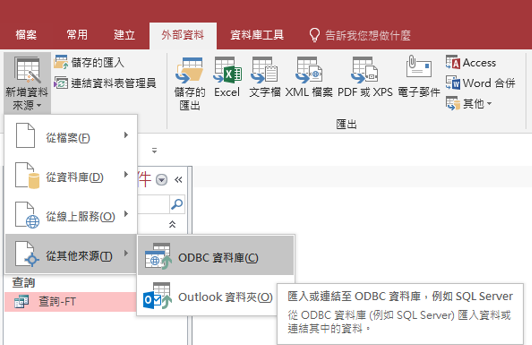 檔案 常用 建立 外部資料 資料庫工具 告訴我您想做什麼
新增資料
來源
儲存的匯入
連結資料表管理員
儲存的
匯出
Excel
文字檔
XML 檔案
PDF 或 XPS
電子郵件
Access
Word 合併
其他
匯出
從檔案(F)
從資料庫(D)
從線上服務(O)
從其他來源(T)
件
ODBC 資料庫(C)
Outlook 資料夾(O)
查詢
查詢-FT
匯入或連結至 ODBC 資料庫，例如 SQL Server
從 ODBC 資料庫 (例如 SQL Server) 匯入資料或
連結其中的資料。